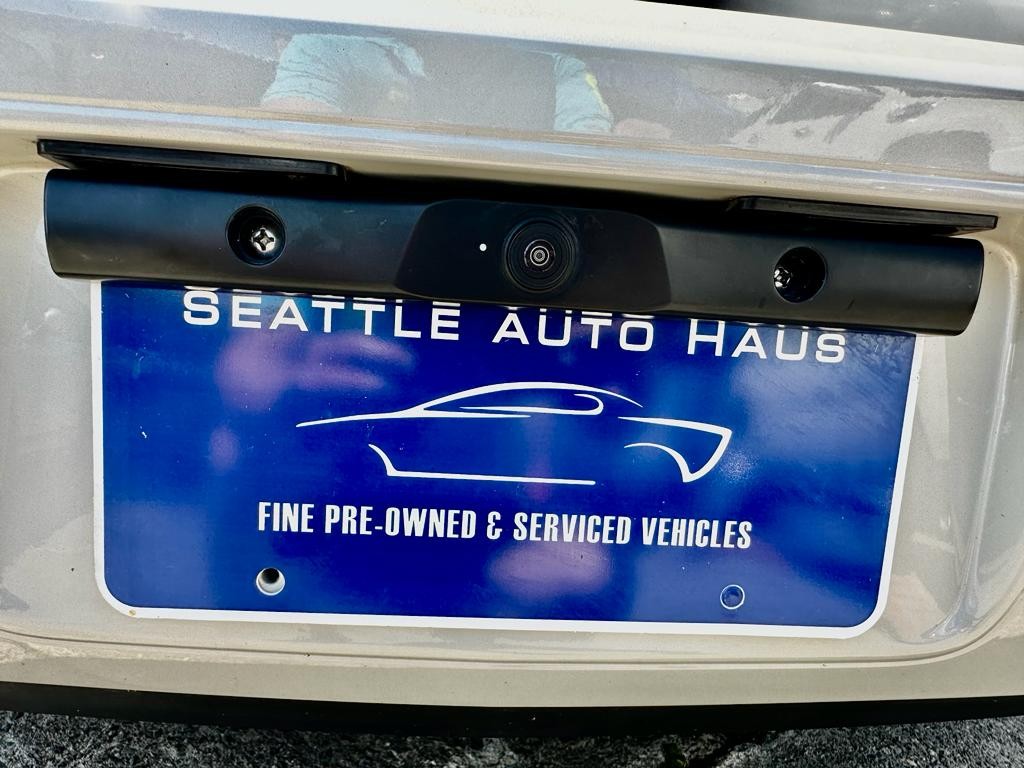 SEATTLE AUTO HAUS
FINE PRE-OWNED & SERVICED VEHICLES